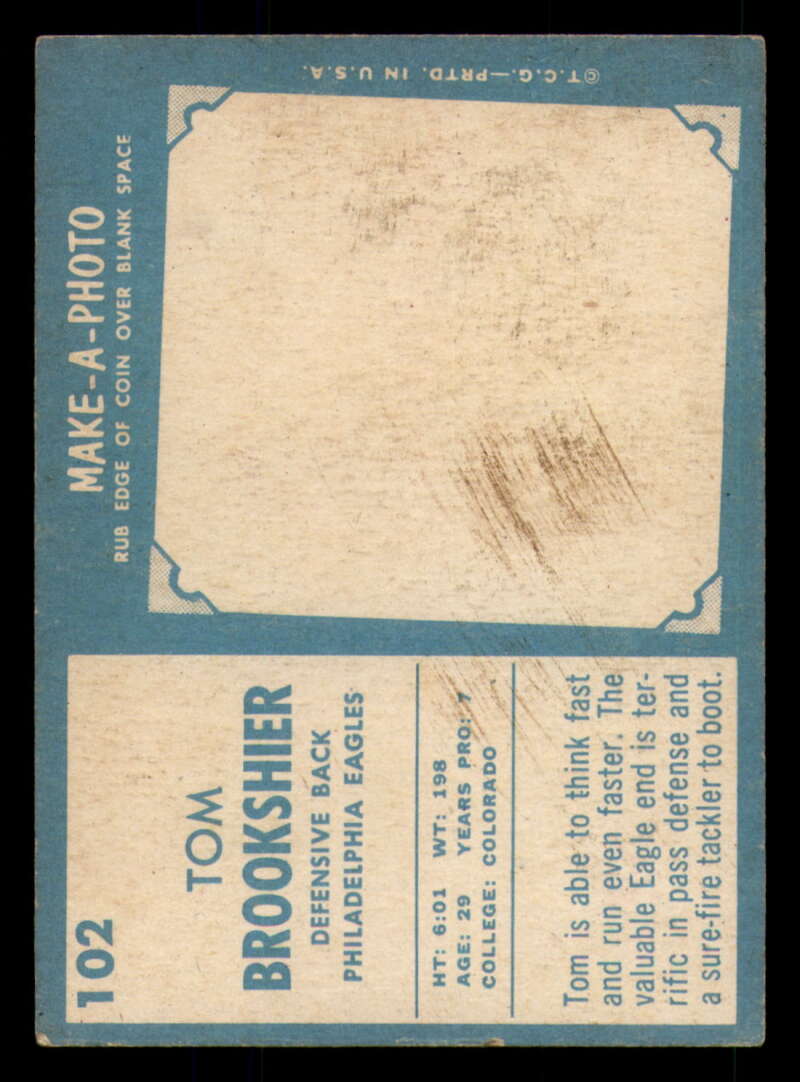 102
TOM
BROOKSHIER
DEFENSIVE BACK
PHILADELPHIA EAGLES
HT: 6:01 WT: 198
AGE: 29 YEARS PRO: 7
COLLEGE: COLORADO
Tom is able to think fast
and run even faster. The
valuable Eagle end is ter-
rific in pass defense and
a sure-fire tackler to boot.
MAKE-A-PHOTO
RUB EDGE OF COIN OVER BLANK SPACE
©T.C.G.—PRTD. IN U.S.A.